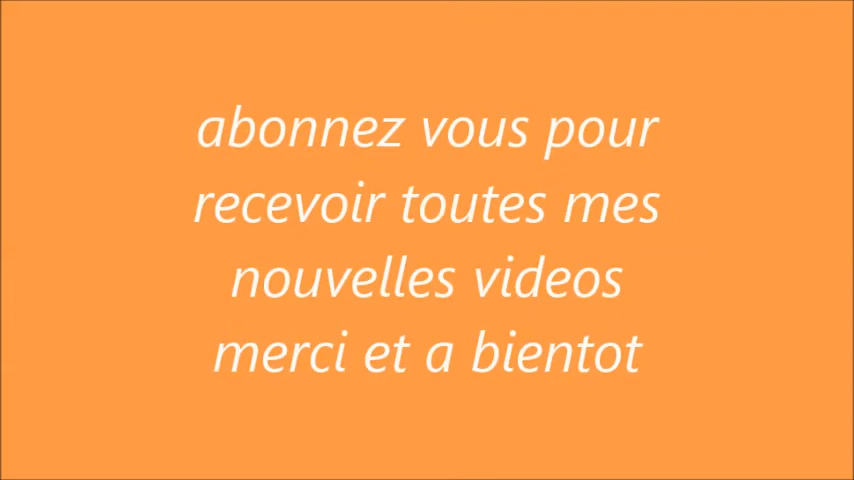 abonnez vous pour
recevoir toutes mes
nouvelles videos
merci et a bientot